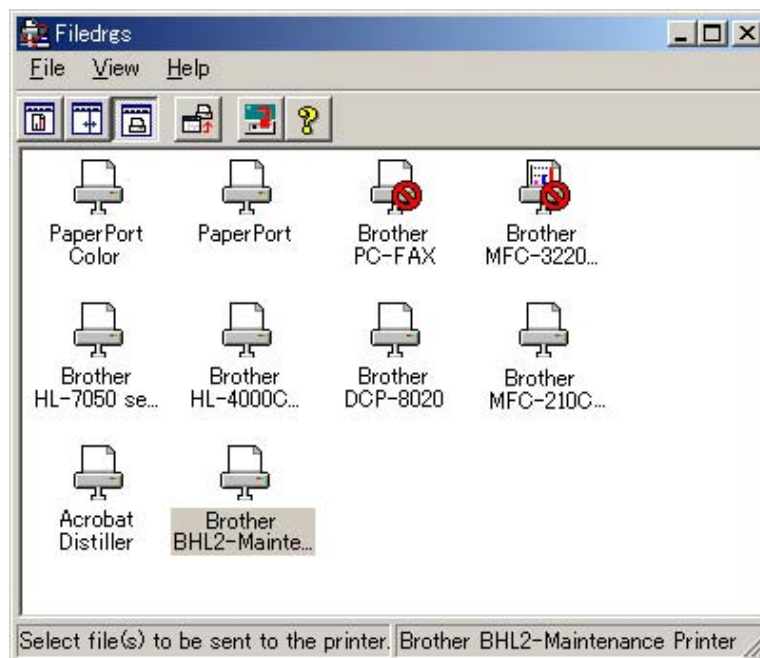 Filedrgs
File View Help
PaperPort
Color
PaperPort
Brother
PC-FAX
Brother
MFC-3220...
Brother
HL-7050 se...
Brother
HL-4000C...
Brother
DCP-8020
Brother
MFC-210C...
Acrobat
Distiller
Brother
BHL2-Mainte...
Select file(s) to be sent to the printer. Brother BHL2-Maintenance Printer